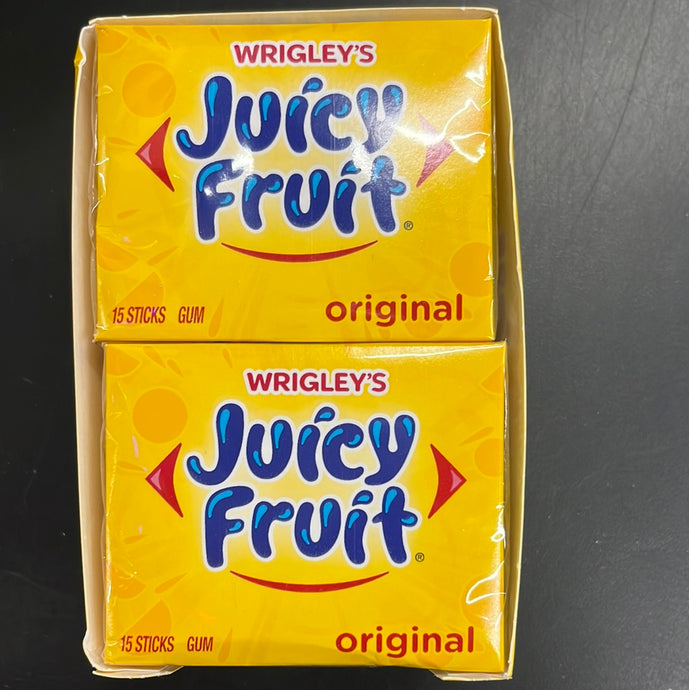 WRIGLEY'S
Juicy
Fruit®
15 STICKS GUM
original
WRIGLEY'S
Juicy
Fruit®
15 STICKS GUM
original